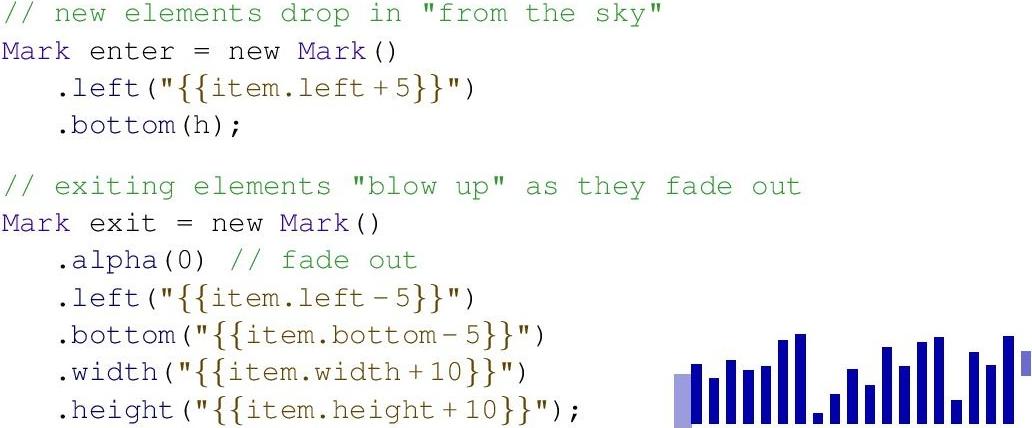 // new elements drop in "from the sky"
Mark enter = new Mark()
    .left("{{item.left+5}}")
    .bottom(h);
// exiting elements "blow up" as they fade out
Mark exit = new Mark()
    .alpha(0) // fade out
    .left("{{item.left-5}}")
    .bottom("{{item.bottom-5}}")
    .width("{{item.width+10}}")
    .height("{{item.height+10}}");